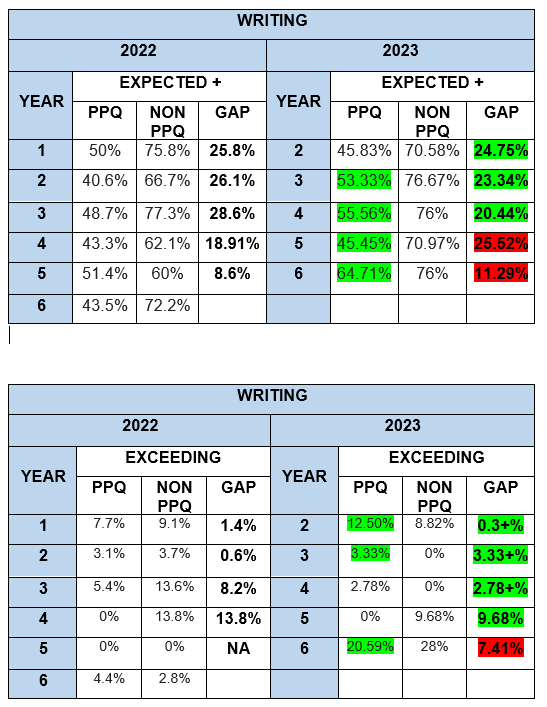 WRITING
2022 2023
YEAR EXPECTED + YEAR EXPECTED +
PPQ NON PPQ GAP PPQ NON PPQ GAP
1 50% 75.8% 25.8% 2 45.83% 70.58% 24.75%
2 40.6% 66.7% 26.1% 3 53.33% 76.67% 23.34%
3 48.7% 77.3% 28.6% 4 55.56% 76% 20.44%
4 43.3% 62.1% 18.91% 5 45.45% 70.97% 25.52%
5 51.4% 60% 8.6% 6 64.71% 76% 11.29%
6 43.5% 72.2%
WRITING
2022 2023
YEAR EXCEEDING YEAR EXCEEDING
PPQ NON PPQ GAP PPQ NON PPQ GAP
1 7.7% 9.1% 1.4% 2 12.50% 8.82% 0.3+%
2 3.1% 3.7% 0.6% 3 3.33% 0% 3.33+%
3 5.4% 13.6% 8.2% 4 2.78% 0% 2.78+%
4 0% 13.8% 13.8% 5 0% 9.68% 9.68%
5 0% 0% NA 6 20.59% 28% 7.41%
6 4.4% 2.8%